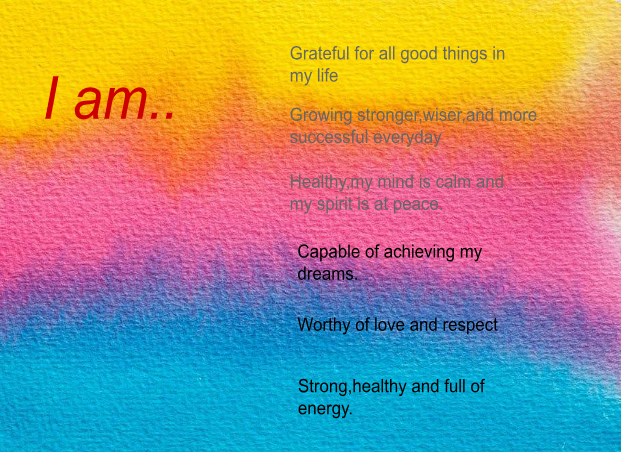 I am..
Grateful for all good things in
my life
Growing stronger,wiser,and more
successful everyday
Healthy,my mind is calm and
my spirit is at peace.
Capable of achieving my
dreams.
Worthy of love and respect
Strong,healthy and full of
energy.